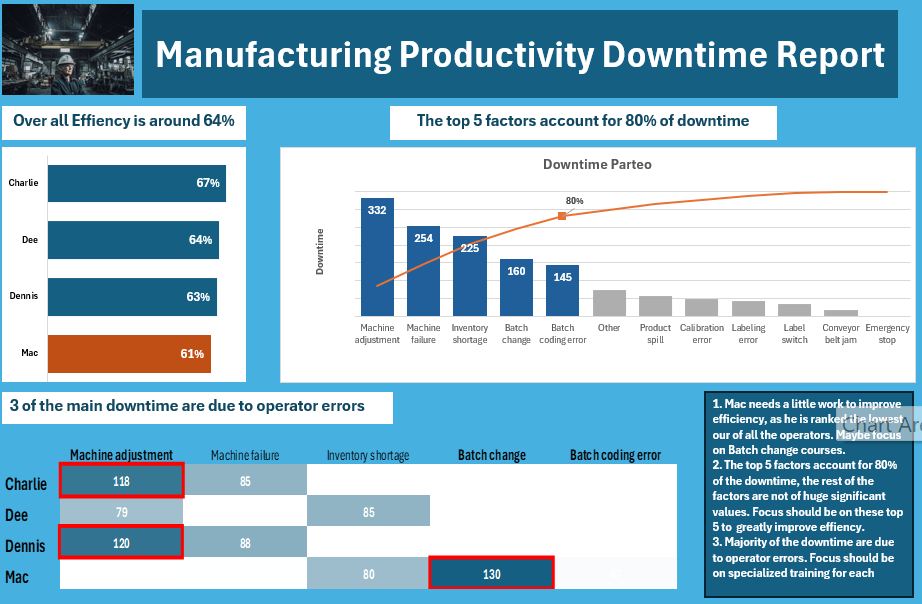 Manufacturing Productivity Downtime Report
Over all Effiency is around 64%
The top 5 factors account for 80% of downtime
Charlie 67%
Dee 64%
Dennis 63%
Mac 61%
Downtime Parteo
Downtime
80%
332 254 225 160 145
Machine adjustment
Machine failure
Inventory shortage
Batch change
Batch coding error
Other
Product spill
Calibration error
Labeling error
Label switch
Conveyor belt jam
Emergency stop
3 of the main downtime are due to operator errors
Machine adjustment Machine failure Inventory shortage Batch change Batch coding error
Charlie 118 85
Dee 79 85
Dennis 120 88
Mac 80 130
1. Mac needs a little work to improve
efficiency, as he is ranked the lowest
our of all the operators. Maybe focus
on Batch change courses.
2. The top 5 factors account for 80%
of the downtime, the rest of the
factors are not of huge significant
values. Focus should be on these top
5 to greatly improve effiency.
3. Majority of the downtime are due
to operator errors. Focus should be
on specialized training for each
Chart Are